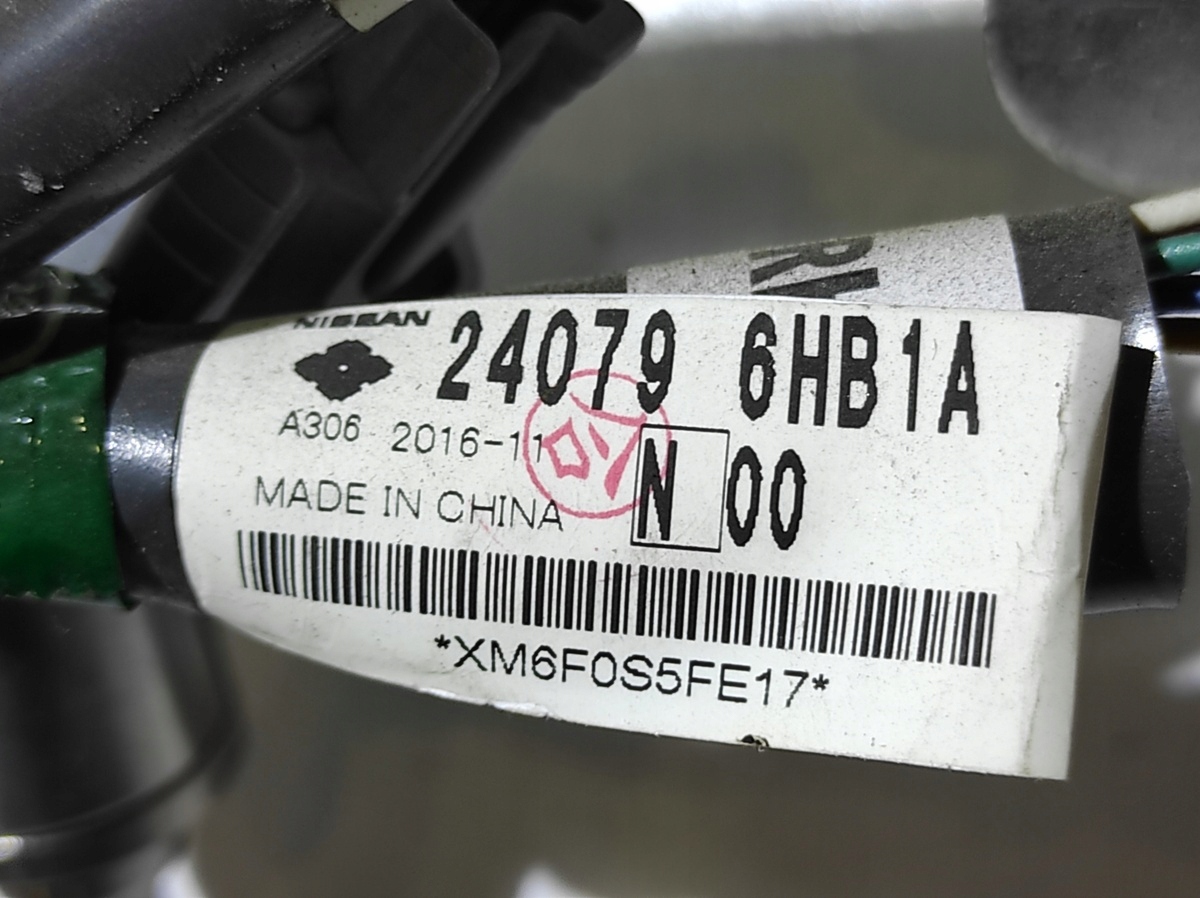 NISSAN
24079 6HB1A
A306 2016-11
N 00
MADE IN CHINA
*XM6F0S5FE17*